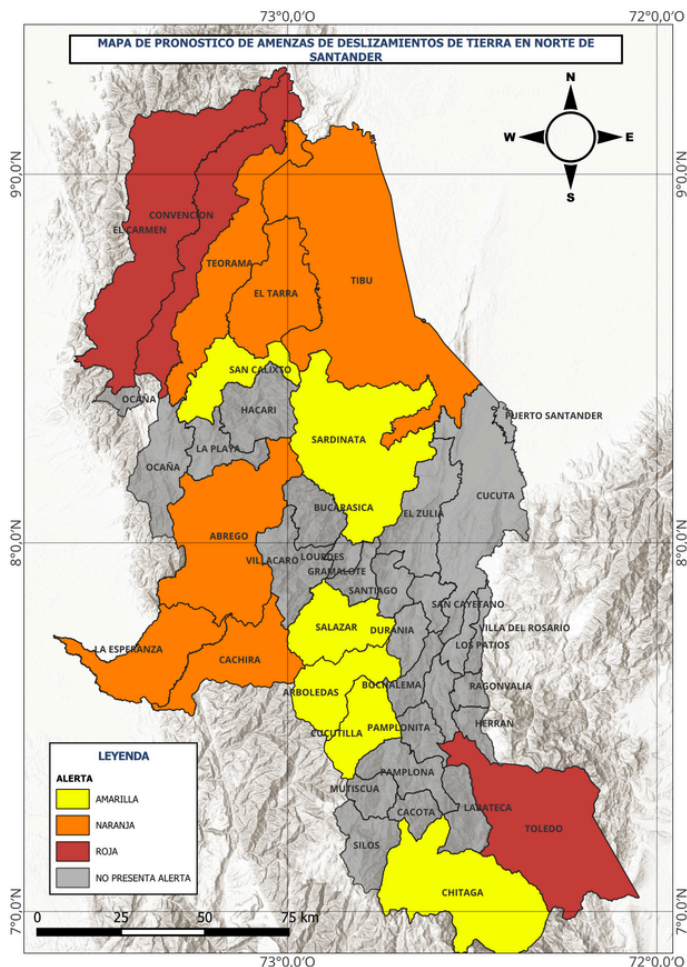 73°0,0'O
72°0,0'O
MAPA DE PRONOSTICO DE AMENZAS DE DESLIZAMIENTOS DE TIERRA EN NORTE DE
SANTANDER
N
W
E
S
9°0,0'N
9°0,0'N
CONVENCION
EL CARMEN
TEORAMA
TIBU
EL TARRA
SAN CALIXTO
OCAÑA
HACARI
PUERTO SANTANDER
SARDINATA
LA PLAYA
OCAÑA
CUCUTA
BUCARASICA
EL ZULIA
ABREGO
8°0,0'N
8°0,0'N
LOURDES
VILLACARO
GRAMALOTE
SANTIAGO
SAN CAYETANO
SALAZAR
DURANIA
VILLA DEL ROSARIO
LOS PATIOS
LA ESPERANZA
CACHIRA
BOCHALEMA
RAGONVALIA
ARBOLEDAS
HERRAN
PAMPLONITA
CUCUTILLA
PAMPLONA
MUTISCUA
LABATECA
CACOTA
TOLEDO
SILOS
CHITAGA
LEYENDA
ALERTA
AMARILLA
NARANJA
ROJA
NO PRESENTA ALERTA
7°0,0'N
7°0,0'N
0 25 50 75 km
73°0,0'O
72°0,0'O